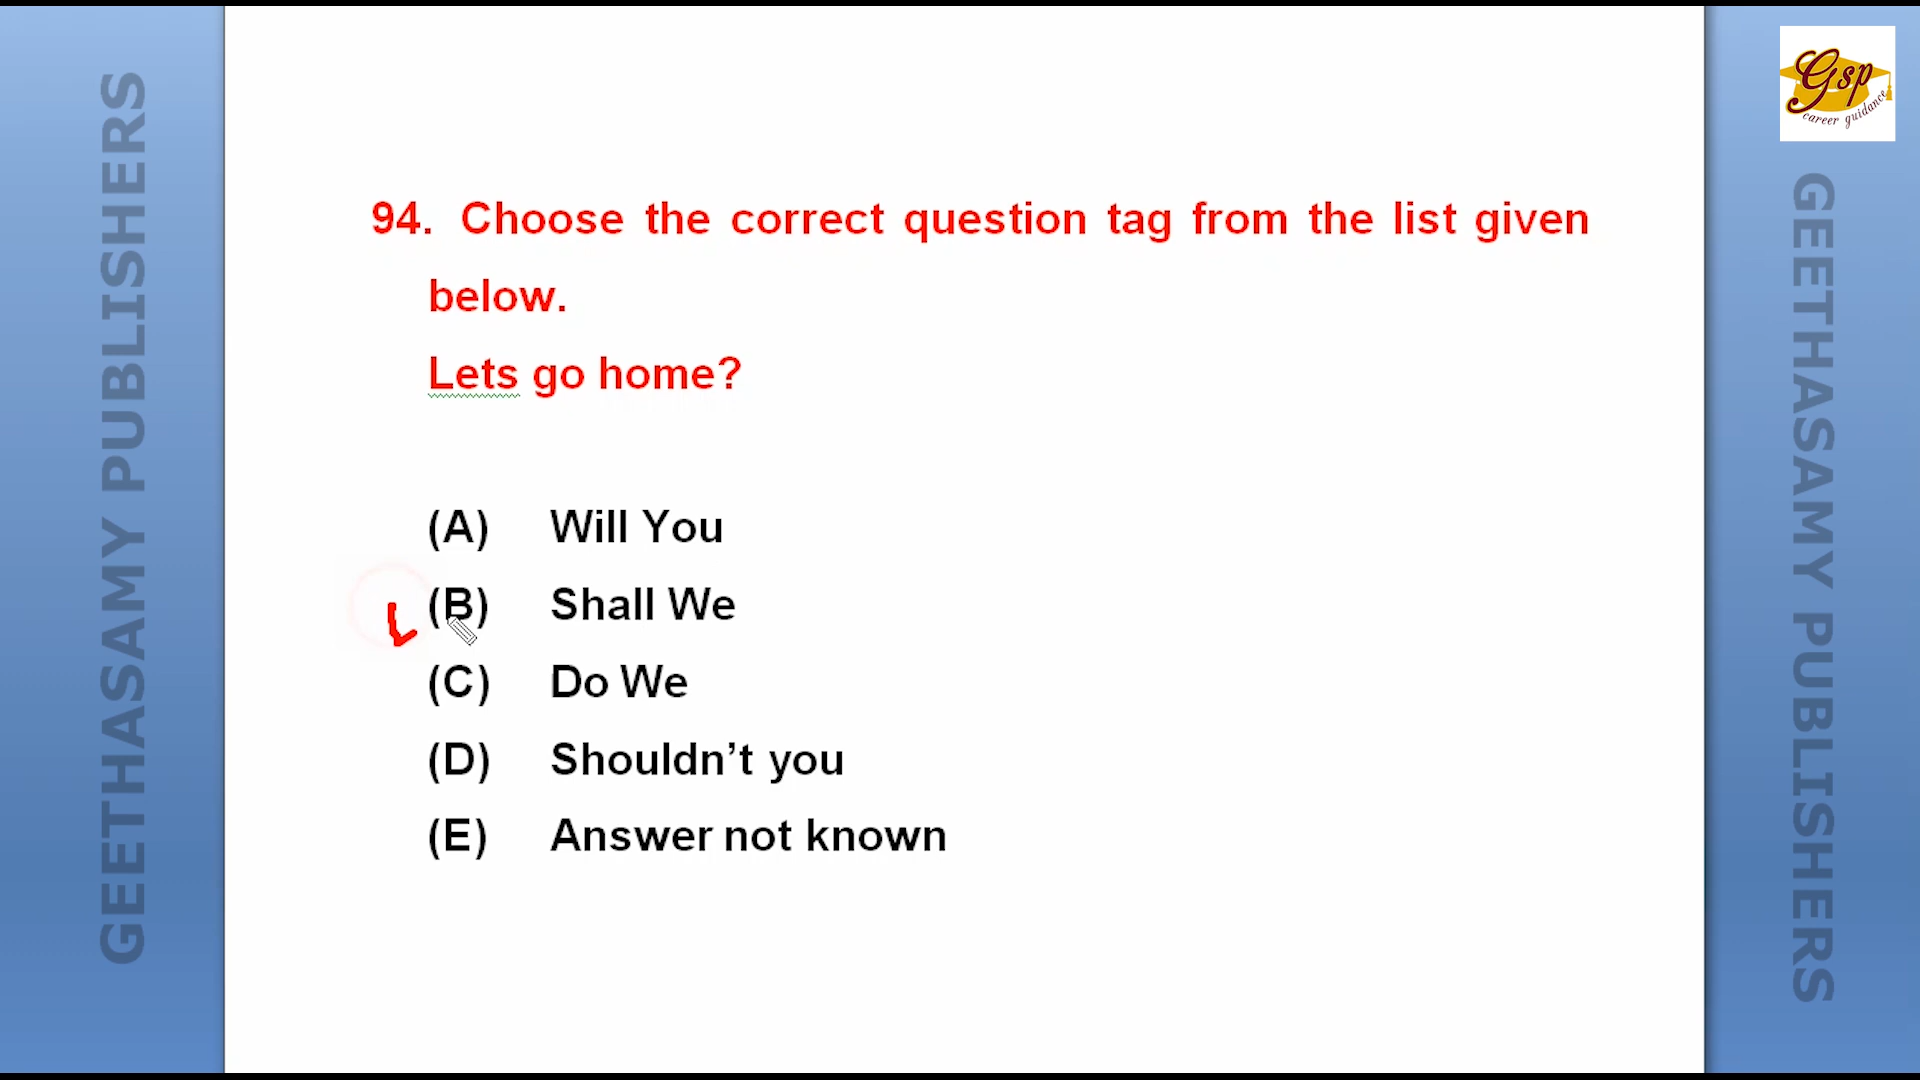 GEETHASAMY PUBLISHERS
Gsp
career guidance
94. Choose the correct question tag from the list given
below.
Lets go home?
(A) Will You
(B) Shall We
(C) Do We
(D) Shouldn’t you
(E) Answer not known
GEETHASAMY PUBLISHERS